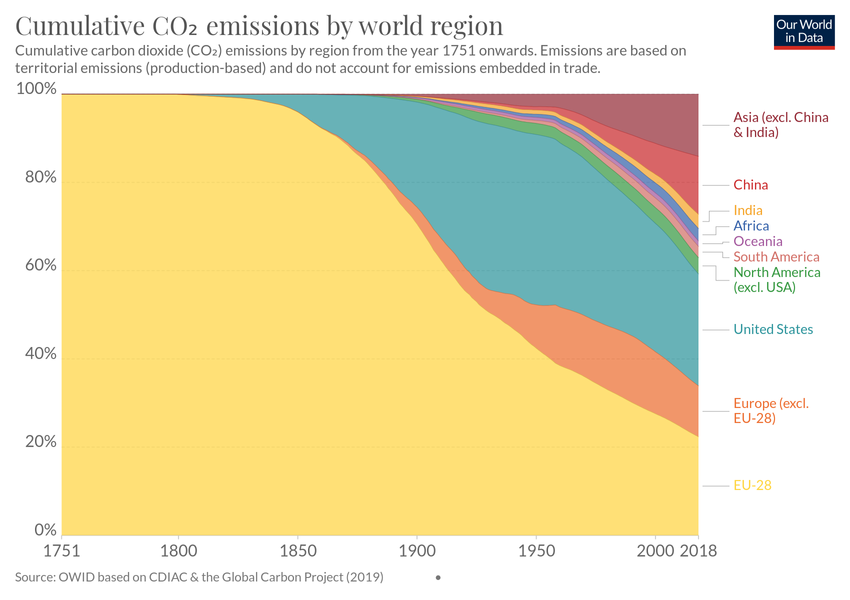 Cumulative CO₂ emissions by world region
Our World
in Data
Cumulative carbon dioxide (CO₂) emissions by region from the year 1751 onwards. Emissions are based on
territorial emissions (production-based) and do not account for emissions embedded in trade.
100%
80%
60%
40%
20%
0%
1751
1800
1850
1900
1950
2000
2018
Asia (excl. China
& India)
China
India
Africa
Oceania
South America
North America
(excl. USA)
United States
Europe (excl.
EU-28)
EU-28
Source: OWID based on CDIAC & the Global Carbon Project (2019)